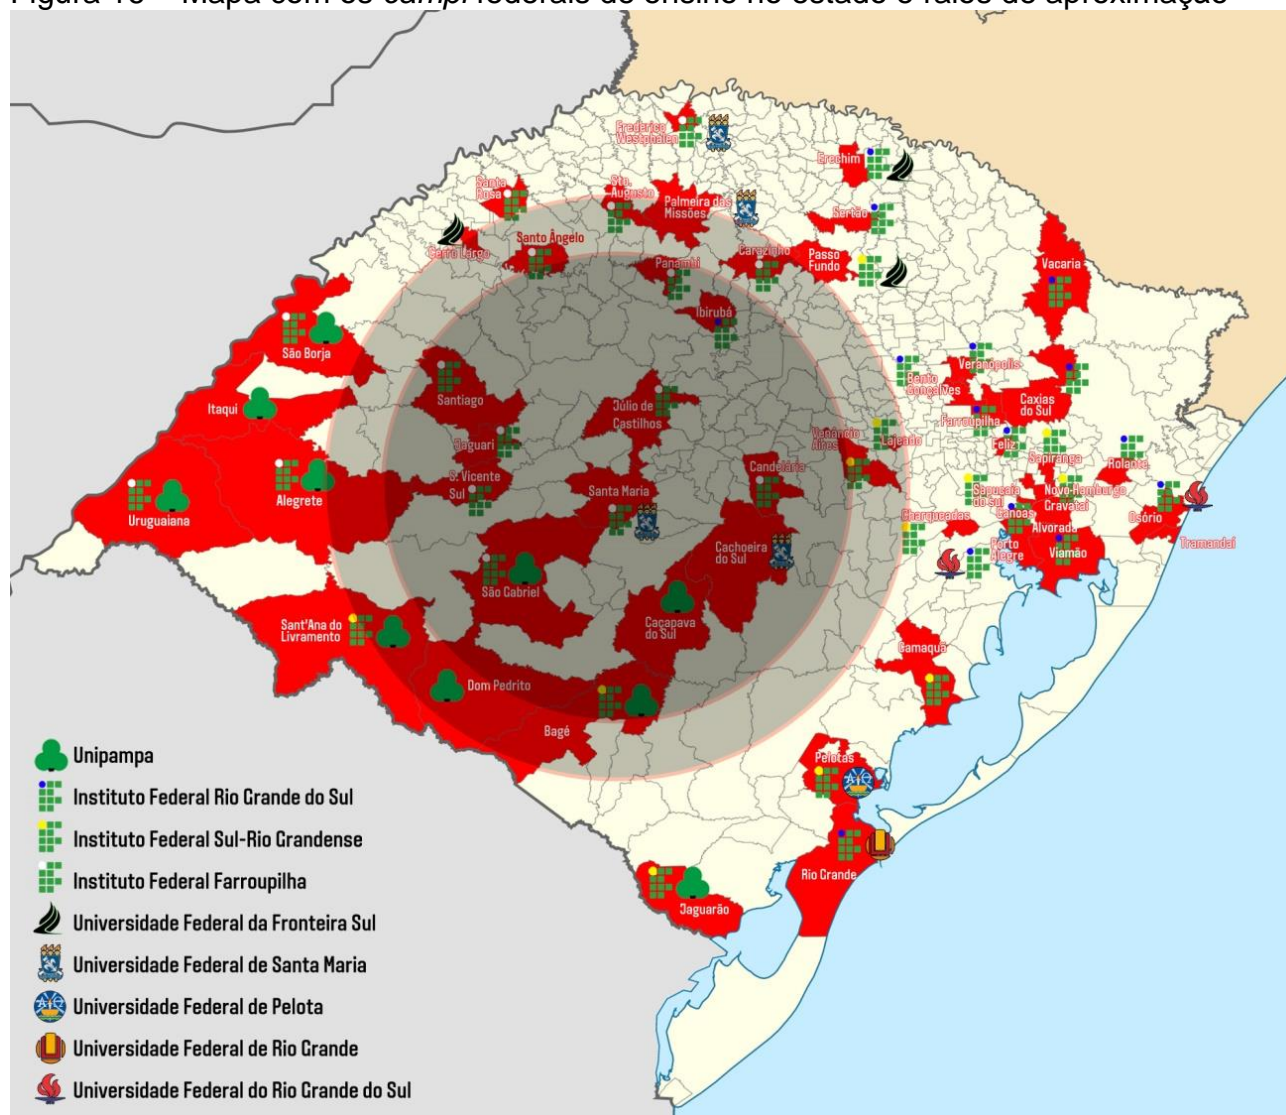 Figura 10 – Mapa com os campi federais de ensino no estado e raios de aproximação
Frederico
Westphalen
Erechim
Santa
Rosa
Sto.
Augusto
Palmeira das
Missões
Sertão
Cerro Largo
Santo Ângelo
Panambi
Carazinho
Passo
Fundo
Vacaria
Ibirubá
São Borja
Santiago
Itaqui
Júlio de
Castilhos
Bento
Gonçalves
Veranópolis
Caxias
do Sul
Farroupilha
Feliz
Jaguari
Venâncio
Aires
Lajeado
Sapiranga
Rolante
S. Vicente
Sul
Santa Maria
Candelária
Alegrete
Uruguaiana
Sapucaia
do sul
Novo Hamburgo
Gravataí
Canoas
Alvorada
Osório
Tramandaí
Charqueadas
Porto
Alegre
Viamão
Cachoeira
do Sul
São Gabriel
Caçapava
do Sul
Sant'Ana do
Livramento
Camaquã
Dom Pedrito
Bagé
Pelotas
Rio Grande
Jaguarão
Unipampa
Instituto Federal Rio Grande do Sul
Instituto Federal Sul-Rio Grandense
Instituto Federal Farroupilha
Universidade Federal da Fronteira Sul
Universidade Federal de Santa Maria
Universidade Federal de Pelota
Universidade Federal de Rio Grande
Universidade Federal do Rio Grande do Sul